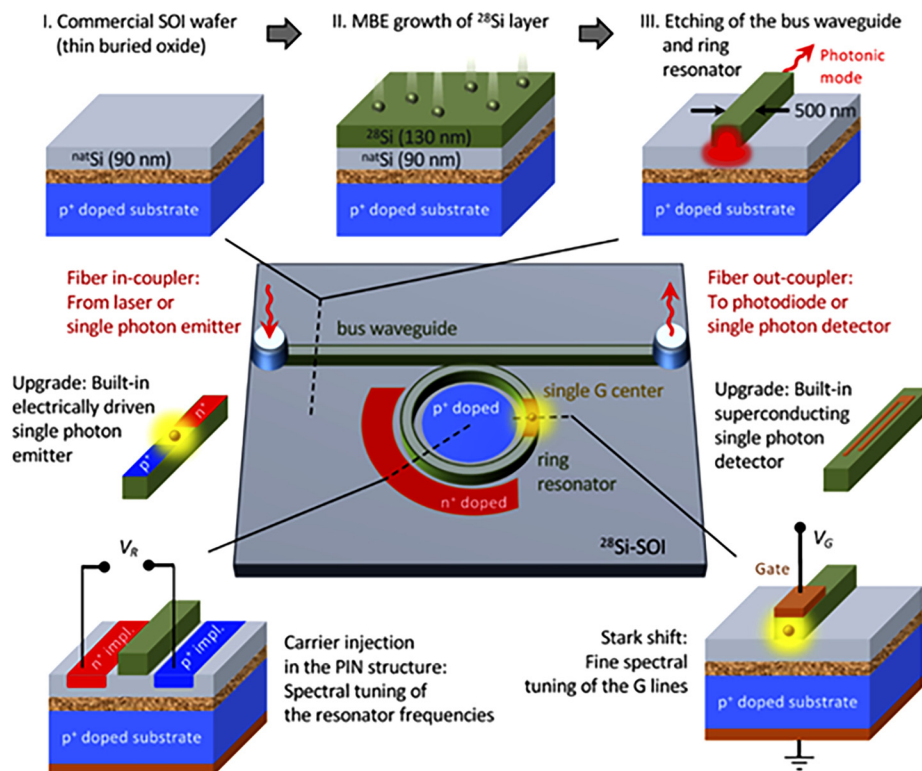 I. Commercial SOI wafer
(thin buried oxide)
II. MBE growth of ²⁸Si layer
III. Etching of the bus waveguide
and ring
resonator
Photonic
mode
500 nm
ⁿᵃᵗSi (90 nm)
p⁺ doped substrate
²⁸Si (130 nm)
ⁿᵃᵗSi (90 nm)
p⁺ doped substrate
p⁺ doped substrate
Fiber in-coupler:
From laser or
single photon emitter
Fiber out-coupler:
To photodiode or
single photon detector
bus waveguide
Upgrade: Built-in
electrically driven
single photon
emitter
n⁺
p⁺
p⁺ doped
single G center
ring
resonator
n⁺ doped
²⁸Si-SOI
Upgrade: Built-in
superconducting
single photon
detector
V_R
n⁺ impl.
p⁺ impl.
p⁺ doped substrate
Carrier injection
in the PIN structure:
Spectral tuning of
the resonator frequencies
Stark shift:
Fine spectral
tuning of the G lines
V_G
Gate
p⁺ doped substrate